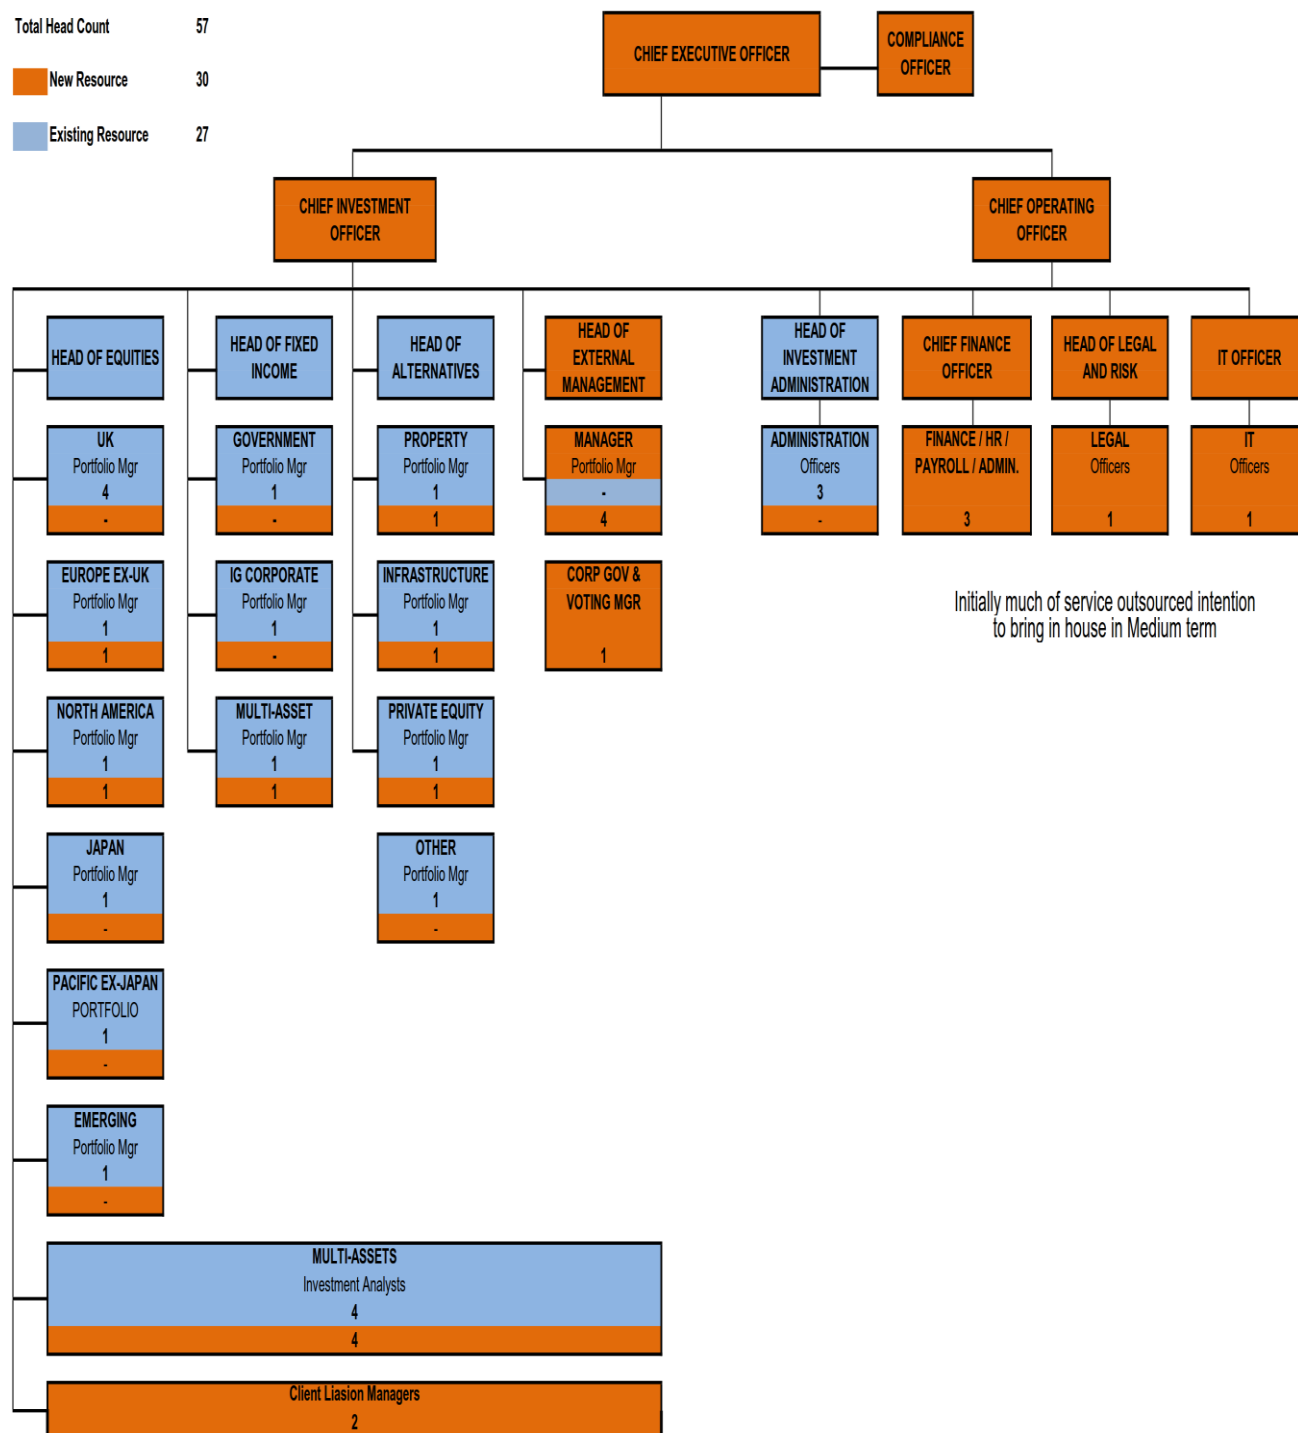 Total Head Count 57
New Resource 30
Existing Resource 27
CHIEF EXECUTIVE OFFICER
COMPLIANCE
OFFICER
CHIEF INVESTMENT
OFFICER
CHIEF OPERATING
OFFICER
HEAD OF EQUITIES
HEAD OF FIXED
INCOME
HEAD OF
ALTERNATIVES
HEAD OF
EXTERNAL
MANAGEMENT
HEAD OF
INVESTMENT
ADMINISTRATION
CHIEF FINANCE
OFFICER
HEAD OF LEGAL
AND RISK
IT OFFICER
UK
Portfolio Mgr
4
-
GOVERNMENT
Portfolio Mgr
1
-
PROPERTY
Portfolio Mgr
1
1
MANAGER
Portfolio Mgr
-
4
ADMINISTRATION
Officers
3
-
FINANCE / HR /
PAYROLL / ADMIN.
3
LEGAL
Officers
1
IT
Officers
1
EUROPE EX-UK
Portfolio Mgr
1
1
IG CORPORATE
Portfolio Mgr
1
-
INFRASTRUCTURE
Portfolio Mgr
1
1
CORP GOV &
VOTING MGR
1
Initially much of service outsourced intention
to bring in house in Medium term
NORTH AMERICA
Portfolio Mgr
1
1
MULTI-ASSET
Portfolio Mgr
1
1
PRIVATE EQUITY
Portfolio Mgr
1
1
JAPAN
Portfolio Mgr
1
-
OTHER
Portfolio Mgr
1
-
PACIFIC EX-JAPAN
PORTFOLIO
1
-
EMERGING
Portfolio Mgr
1
-
MULTI-ASSETS
Investment Analysts
4
4
Client Liasion Managers
2